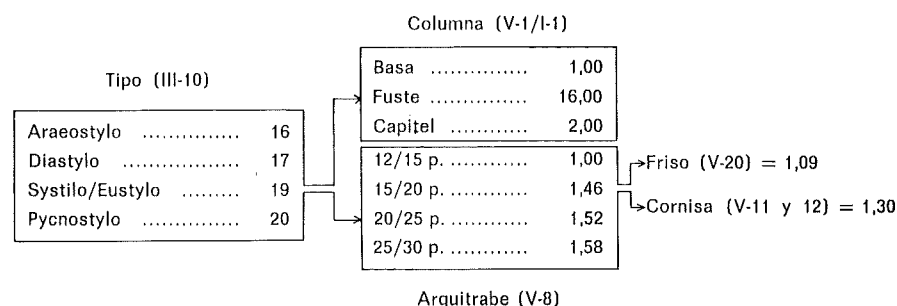 Columna (V-1/I-1)
Basa ............... 1,00
Fuste ............... 16,00
Capitel ............... 2,00
Tipo (III-10)
Araeostylo ............... 16
Diastylo ............... 17
Systilo/Eustylo ......... 19
Pycnostylo ............... 20
12/15 p. ............ 1,00
15/20 p. ............ 1,46
20/25 p. ............ 1,52
25/30 p. ............ 1,58
Friso (V-20) = 1,09
Cornisa (V-11 y 12) = 1,30
Arquitrabe (V-8)